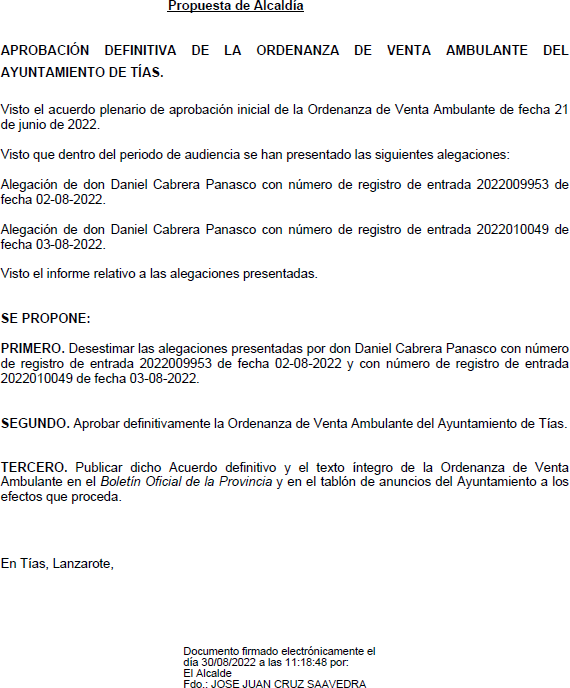 Propuesta de Alcaldía
APROBACIÓN DEFINITIVA DE LA ORDENANZA DE VENTA AMBULANTE DEL
AYUNTAMIENTO DE TÍAS.
Visto el acuerdo plenario de aprobación inicial de la Ordenanza de Venta Ambulante de fecha 21
de junio de 2022.
Visto que dentro del periodo de audiencia se han presentado las siguientes alegaciones:
Alegación de don Daniel Cabrera Panasco con número de registro de entrada 2022009953 de
fecha 02-08-2022.
Alegación de don Daniel Cabrera Panasco con número de registro de entrada 2022010049 de
fecha 03-08-2022.
Visto el informe relativo a las alegaciones presentadas.
SE PROPONE:
PRIMERO. Desestimar las alegaciones presentadas por don Daniel Cabrera Panasco con número
de registro de entrada 2022009953 de fecha 02-08-2022 y con número de registro de entrada
2022010049 de fecha 03-08-2022.
SEGUNDO. Aprobar definitivamente la Ordenanza de Venta Ambulante del Ayuntamiento de Tías.
TERCERO. Publicar dicho Acuerdo definitivo y el texto íntegro de la Ordenanza de Venta
Ambulante en el Boletín Oficial de la Provincia y en el tablón de anuncios del Ayuntamiento a los
efectos que proceda.
En Tías, Lanzarote,
Documento firmado electrónicamente el
día 30/08/2022 a las 11:18:48 por:
El Alcalde
Fdo.: JOSE JUAN CRUZ SAAVEDRA